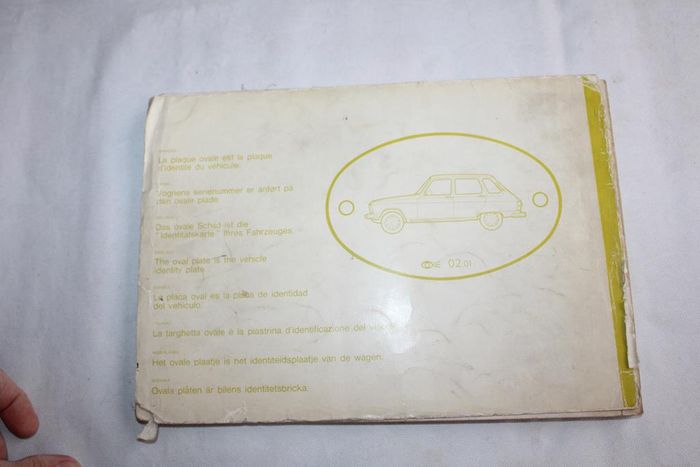 La plaque ovale est la plaque
d'identité du véhicule.
Vognens serienummer er anført på
den ovale plade.
Das ovale Schild ist die
"Identitätskarte" Ihres Fahrzeuges.
The oval plate is the vehicle
identity plate.
La placa oval es la placa de identidad
del vehículo.
La targhetta ovale è la piastrina d'identificazione del
Het ovale plaatje is het identiteidsplaatje van de wagen.
Ovala plåten är bilens identitetsbricka.
02.01